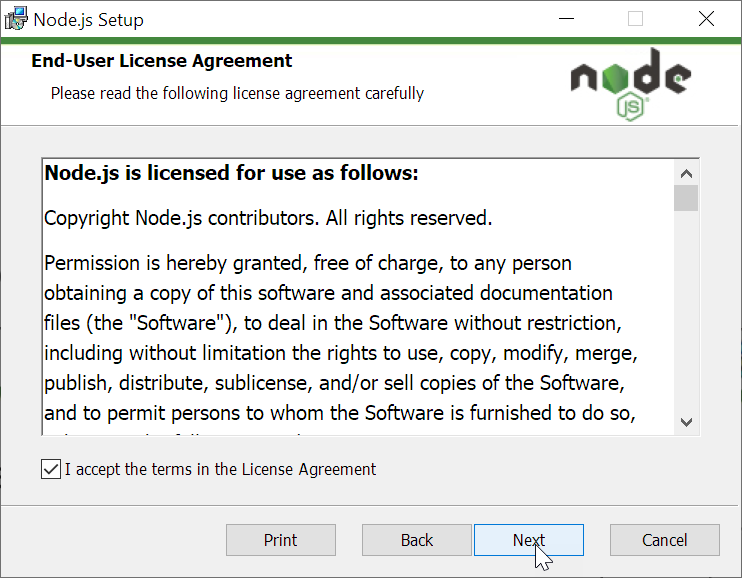 Node.js Setup
End-User License Agreement
Please read the following license agreement carefully
node
JS
Node.js is licensed for use as follows:
Copyright Node.js contributors. All rights reserved.
Permission is hereby granted, free of charge, to any person
obtaining a copy of this software and associated documentation
files (the "Software"), to deal in the Software without restriction,
including without limitation the rights to use, copy, modify, merge,
publish, distribute, sublicense, and/or sell copies of the Software,
and to permit persons to whom the Software is furnished to do so,
I accept the terms in the License Agreement
Print
Back
Next
Cancel